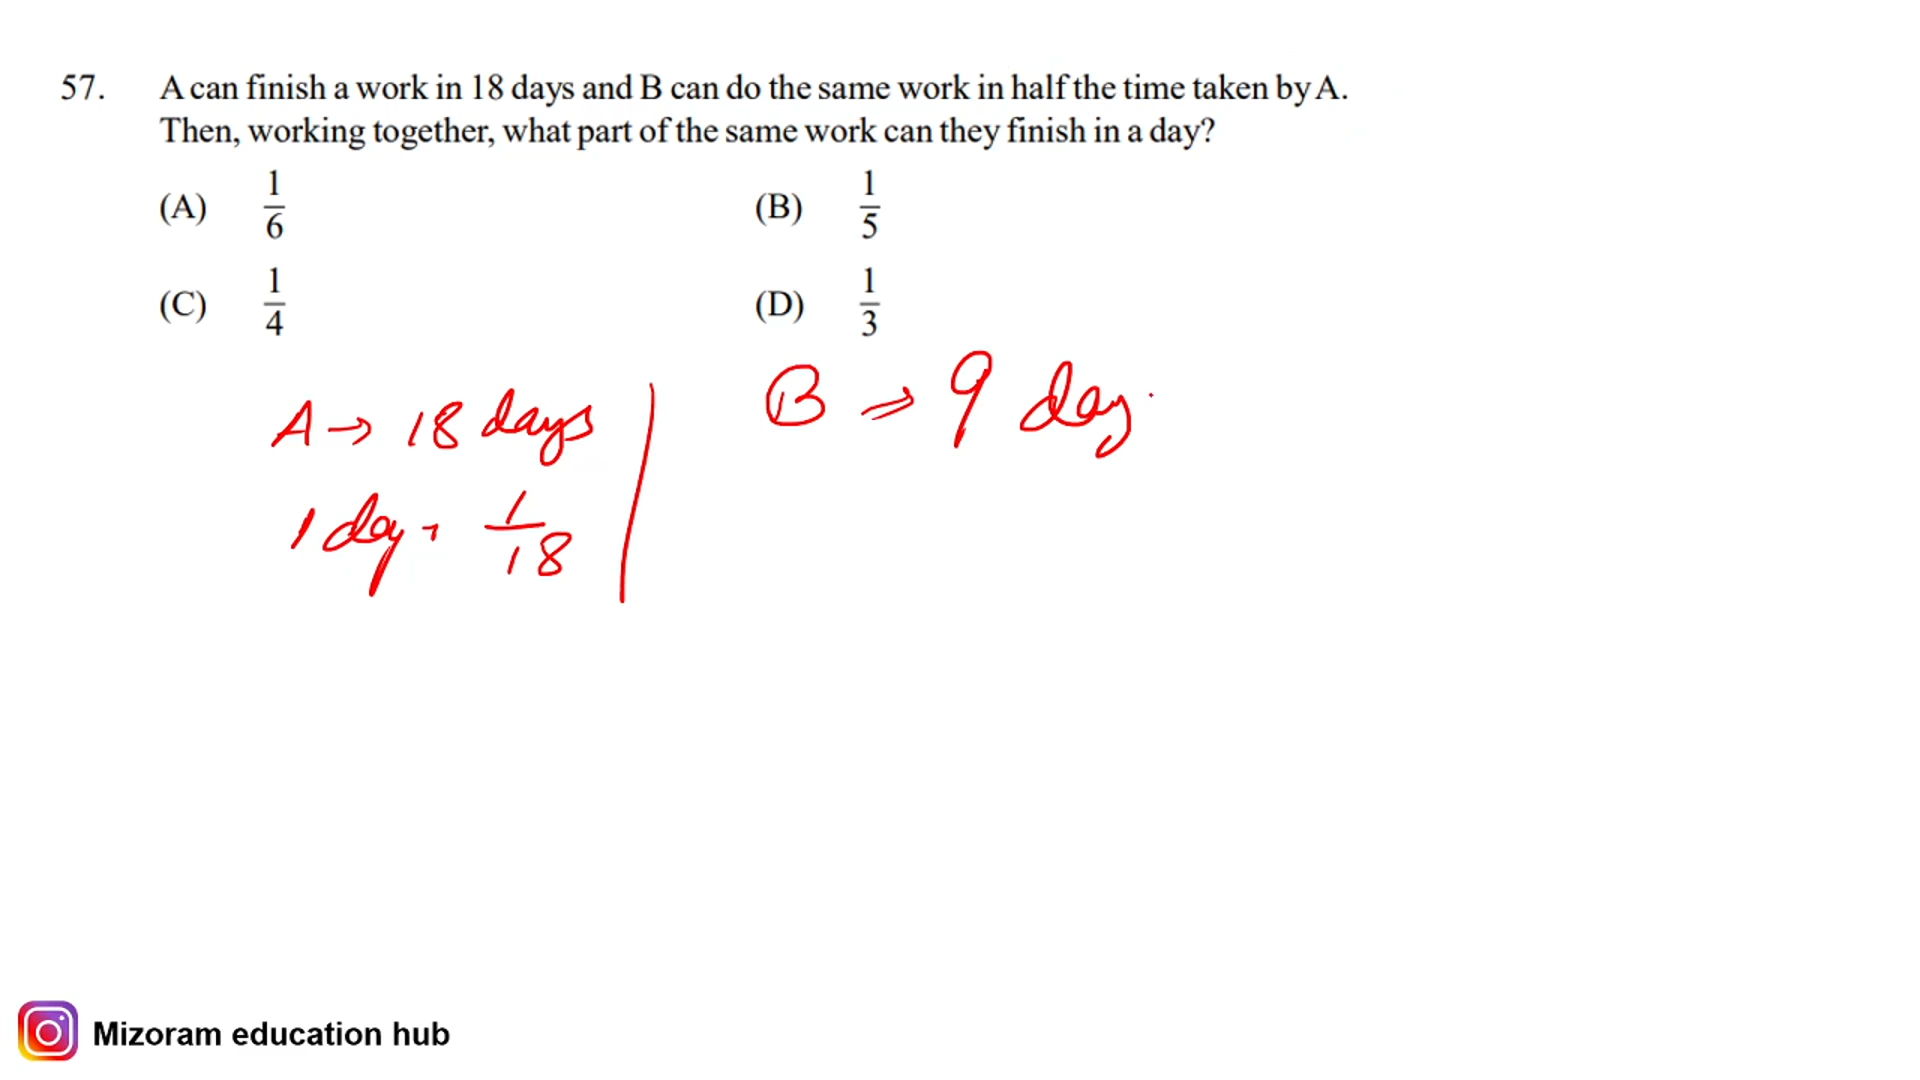 57. A can finish a work in 18 days and B can do the same work in half the time taken by A.
Then, working together, what part of the same work can they finish in a day?
(A) 1/6 (B) 1/5
(C) 1/4 (D) 1/3
A → 18 days B ⇒ 9 day.
1 day = 1/18
Mizoram education hub